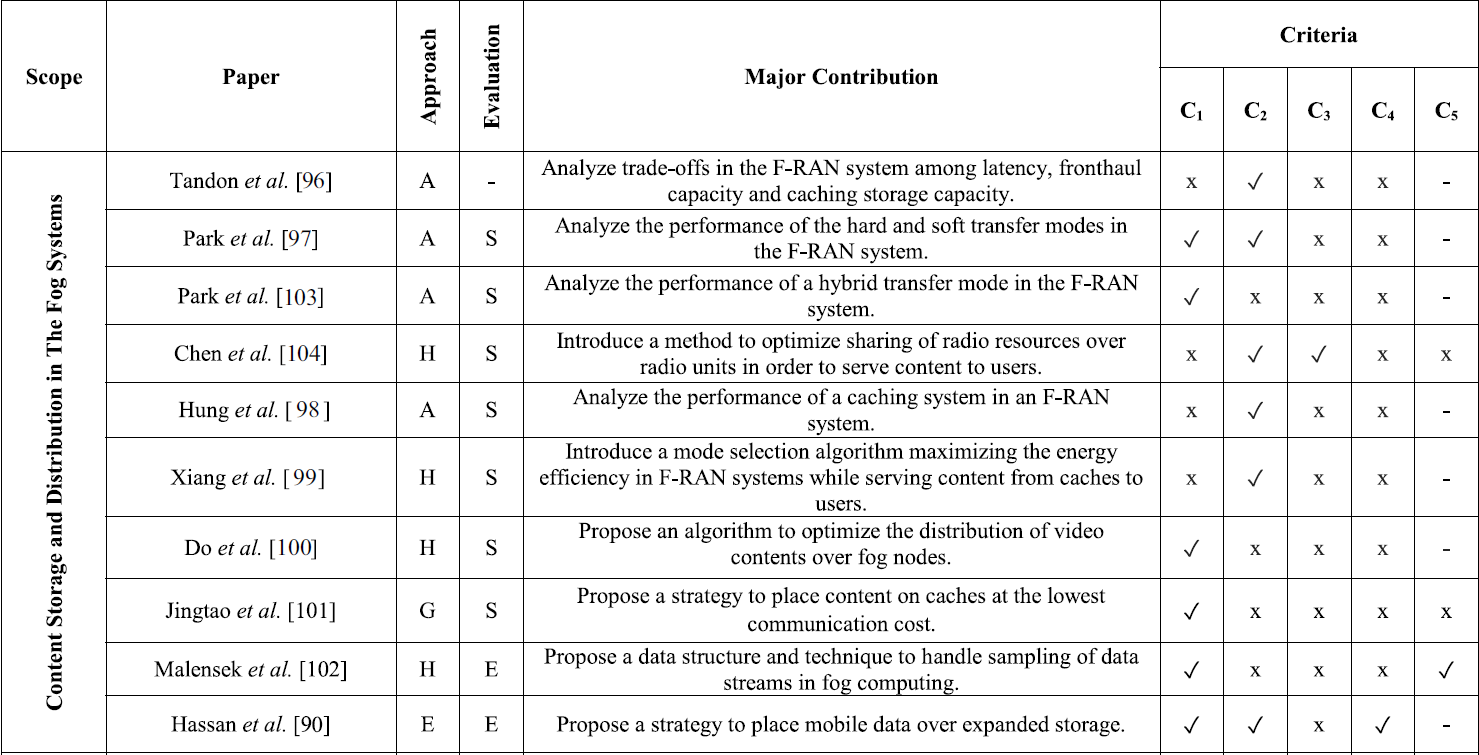 Scope Paper Approach Evaluation Major Contribution Criteria
C₁ C₂ C₃ C₄ C₅
Content Storage and Distribution in The Fog Systems
Tandon et al. [96] A - Analyze trade-offs in the F-RAN system among latency, fronthaul
capacity and caching storage capacity. x ✓ x x -
Park et al. [97] A S Analyze the performance of the hard and soft transfer modes in
the F-RAN system. ✓ ✓ x x -
Park et al. [103] A S Analyze the performance of a hybrid transfer mode in the F-RAN
system. ✓ x x x -
Chen et al. [104] H S Introduce a method to optimize sharing of radio resources over
radio units in order to serve content to users. x ✓ ✓ x x
Hung et al. [98] A S Analyze the performance of a caching system in an F-RAN
system. x ✓ x x -
Xiang et al. [99] H S Introduce a mode selection algorithm maximizing the energy
efficiency in F-RAN systems while serving content from caches to
users. x ✓ x x -
Do et al. [100] H S Propose an algorithm to optimize the distribution of video
contents over fog nodes. ✓ x x x -
Jingtao et al. [101] G S Propose a strategy to place content on caches at the lowest
communication cost. ✓ x x x x
Malensek et al. [102] H E Propose a data structure and technique to handle sampling of data
streams in fog computing. ✓ x x x ✓
Hassan et al. [90] E E Propose a strategy to place mobile data over expanded storage. ✓ ✓ x ✓ -